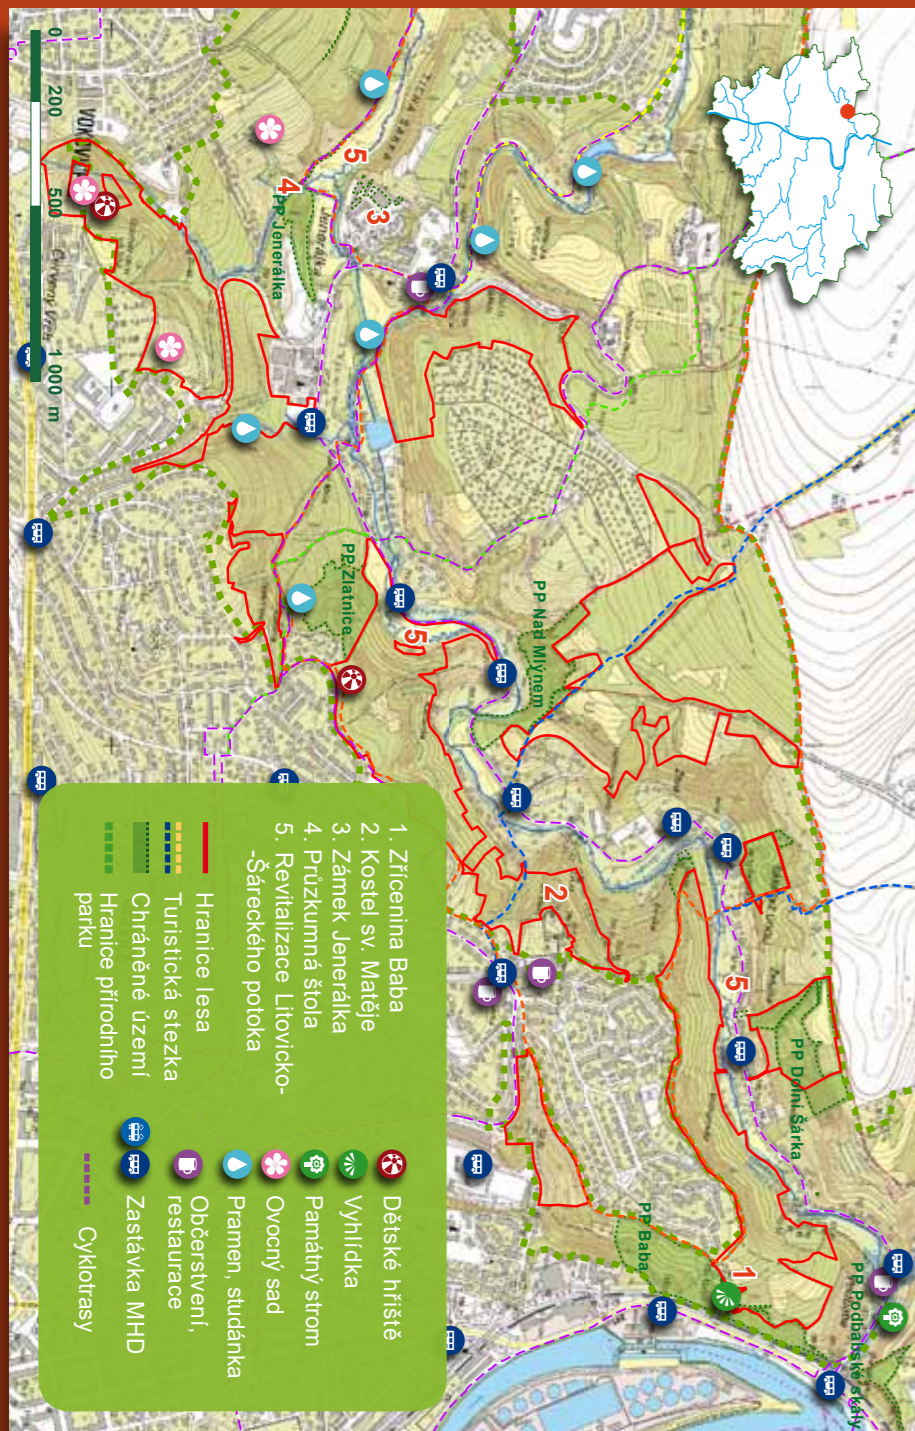 0
200
500
1 000 m
VOKOVICE
Červený Vrch
PP Jenerálka
Jenerálka
PP Zlatnice
PP Nad Mlýnem
PP Dolní Šárka
PP Baba
PP Podbabské skály
5
4
3
5
2
5
1
1. Zřícenina Baba
2. Kostel sv. Matěje
3. Zámek Jenerálka
4. Průzkumná štola
5. Revitalizace Litovicko-
-Šáreckého potoka
Hranice lesa
Turistická stezka
Chráněné území
Hranice přírodního
parku
Dětské hřiště
Vyhlídka
Památný strom
Ovocný sad
Pramen, studánka
Občerstvení,
restaurace
Zastávka MHD
Cyklotrasy